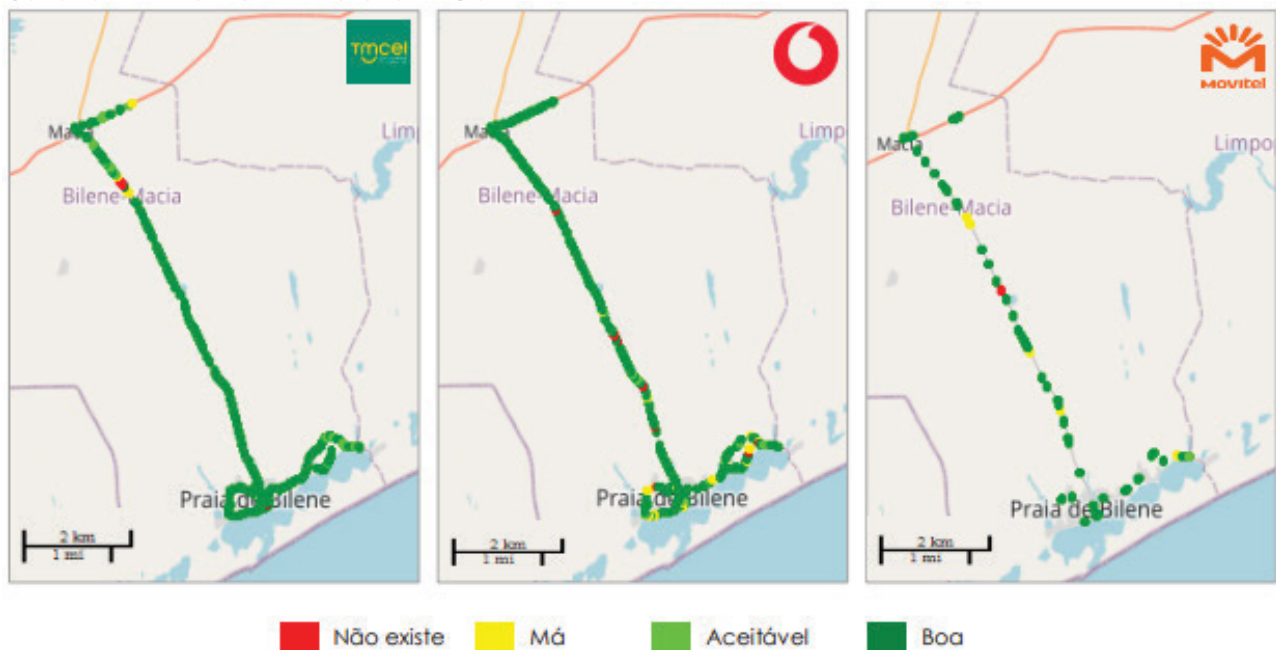 Tmcel
Macia
Limp
Bilene-Macia
Praia de Bilene
2 km
1 mi
Macia
Limp
Bilene-Macia
Praia de Bilene
2 km
1 mi
MOVITEL
Macia
Limpo
Bilene-Macia
Praia de Bilene
2 km
1 mi
Não existe
Má
Aceitável
Boa